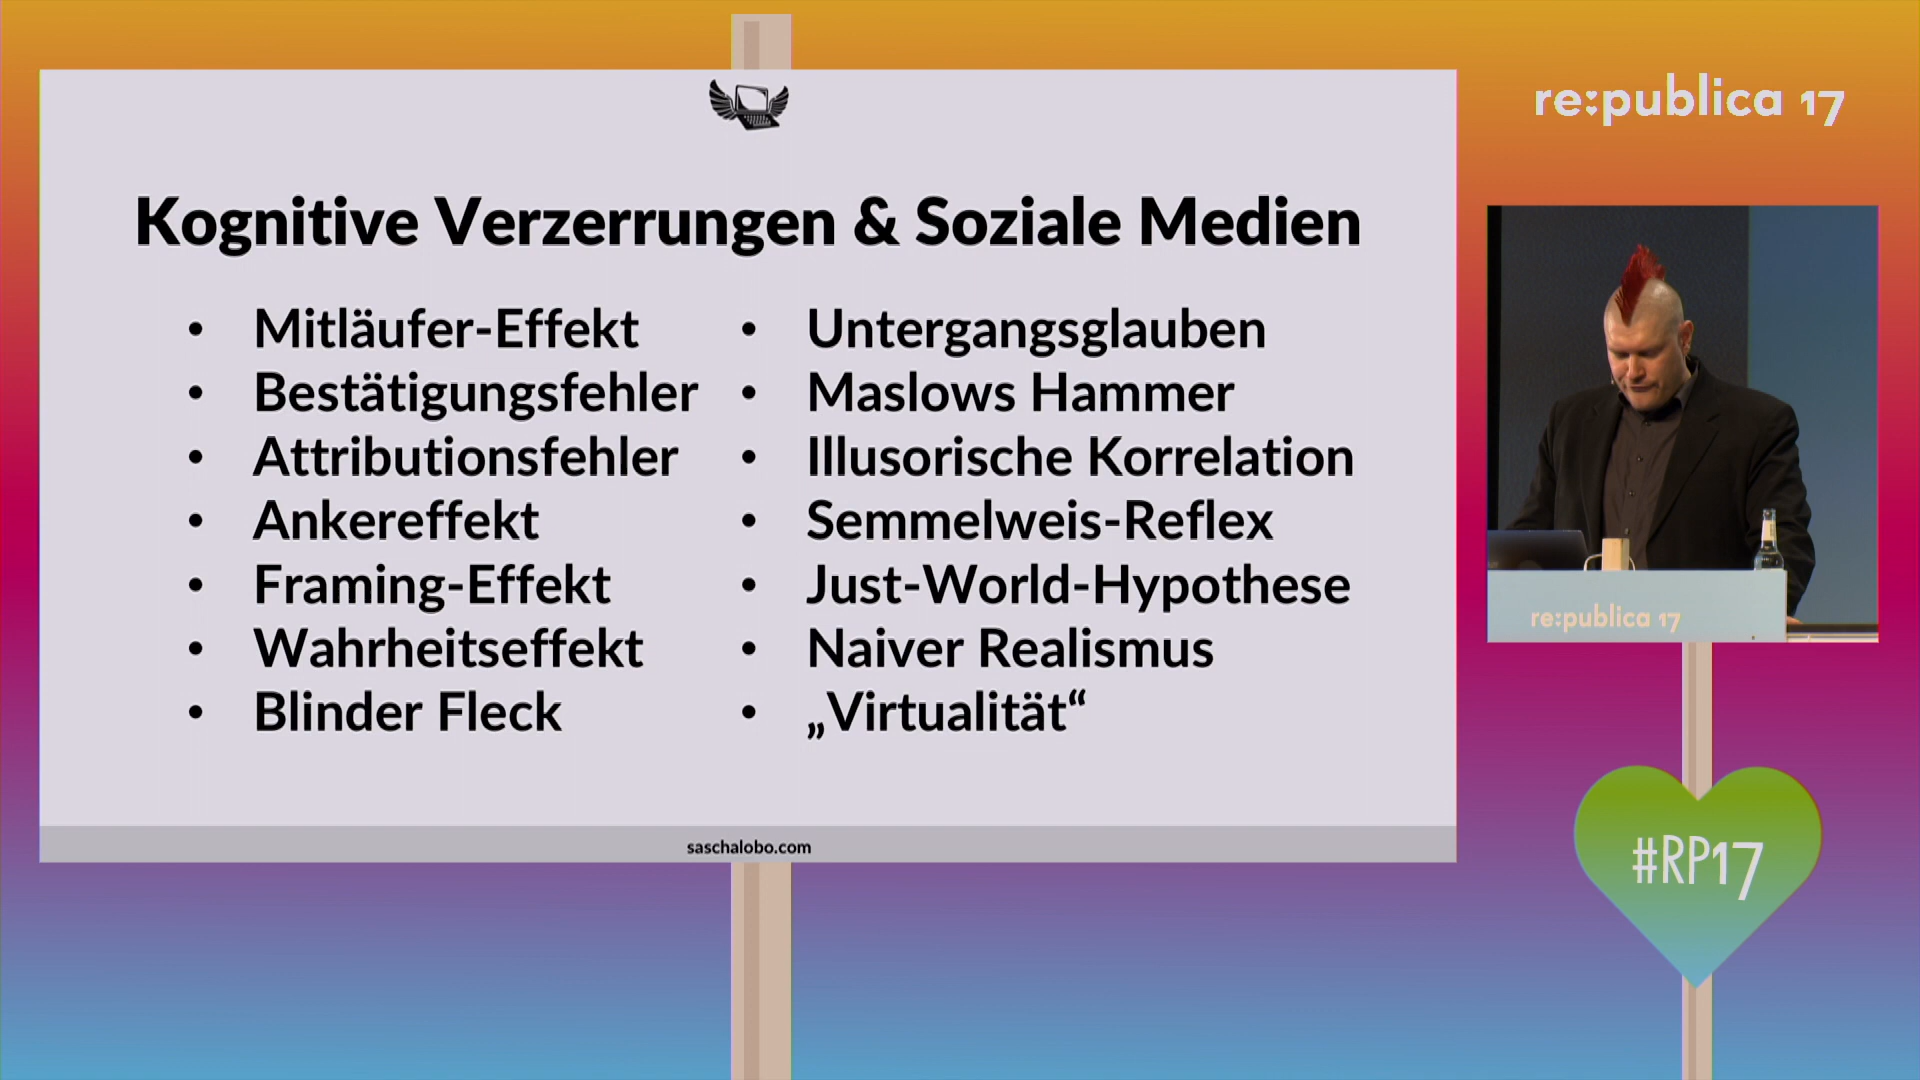 Kognitive Verzerrungen & Soziale Medien
• Mitläufer-Effekt
• Bestätigungsfehler
• Attributionsfehler
• Ankereffekt
• Framing-Effekt
• Wahrheitseffekt
• Blinder Fleck
• Untergangsglauben
• Maslows Hammer
• Illusorische Korrelation
• Semmelweis-Reflex
• Just-World-Hypothese
• Naiver Realismus
• „Virtualität“
saschalobo.com
re:publica 17
re:publica 17
#RP17